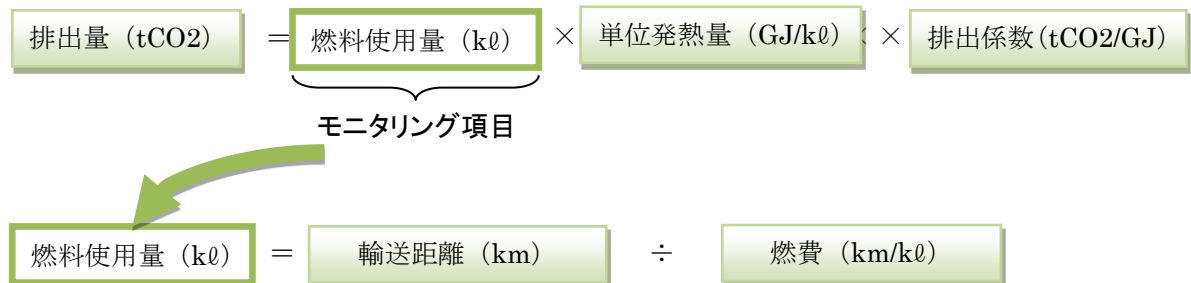 排出量（tCO2） = 燃料使用量（kℓ） × 単位発熱量（GJ/kℓ） × 排出係数（tCO2/GJ）
モニタリング項目
燃料使用量（kℓ） = 輸送距離（km） ÷ 燃費（km/kℓ）